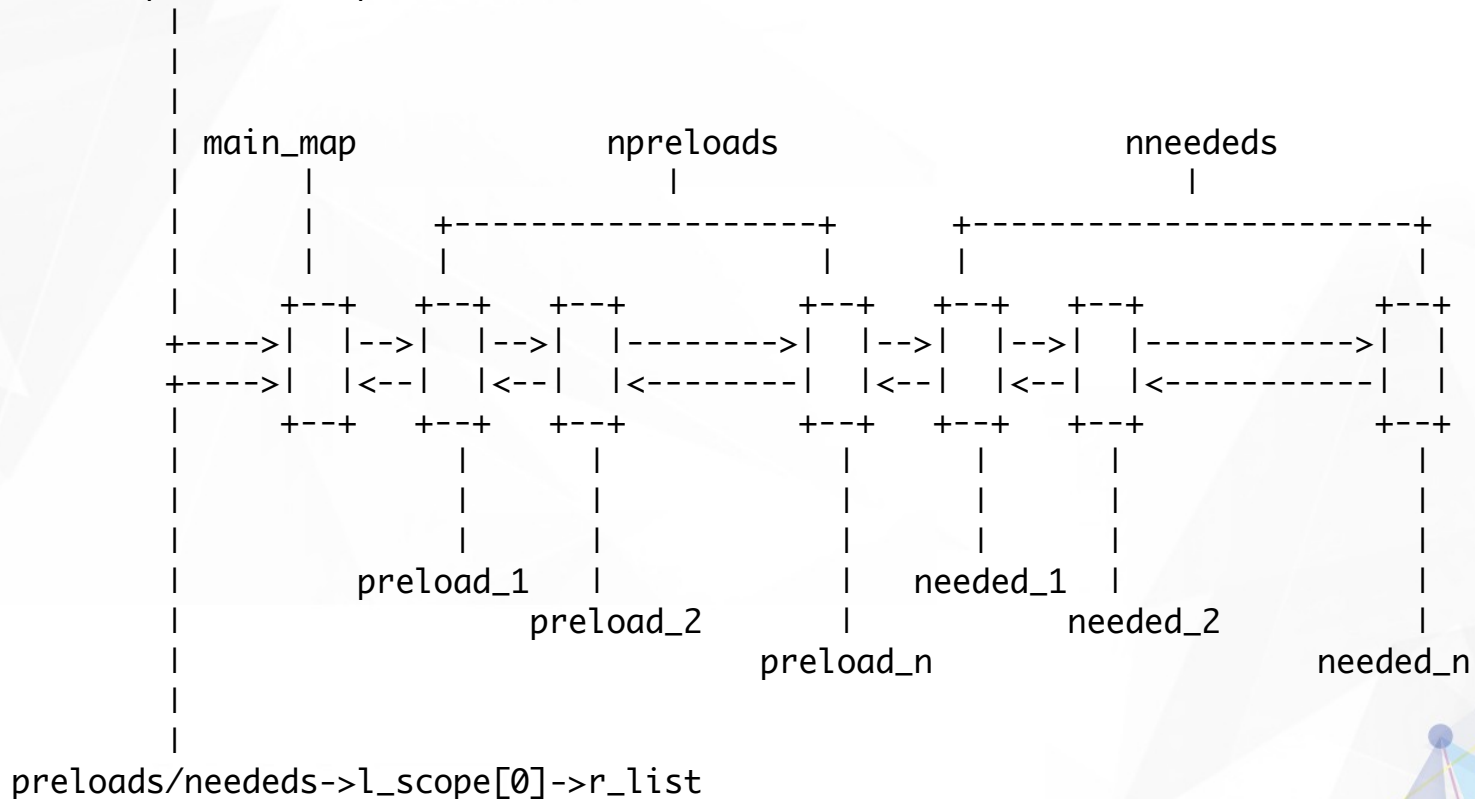 main_map npreloads nneededs
preload_1 needed_1
preload_2 needed_2
preload_n needed_n
preloads/neededs->l_scope[0]->r_list